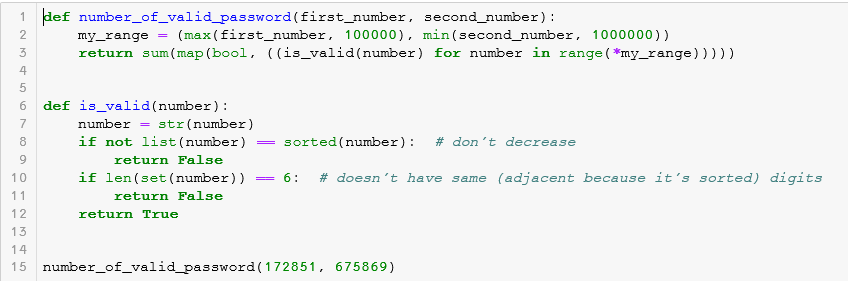 1 def number_of_valid_password(first_number, second_number):
2     my_range = (max(first_number, 100000), min(second_number, 1000000))
3     return sum(map(bool, ((is_valid(number) for number in range(*my_range)))))
4
5
6 def is_valid(number):
7     number = str(number)
8     if not list(number) == sorted(number):  # don't decrease
9         return False
10     if len(set(number)) == 6:  # doesn't have same (adjacent because it's sorted) digits
11         return False
12     return True
13
14
15 number_of_valid_password(172851, 675869)